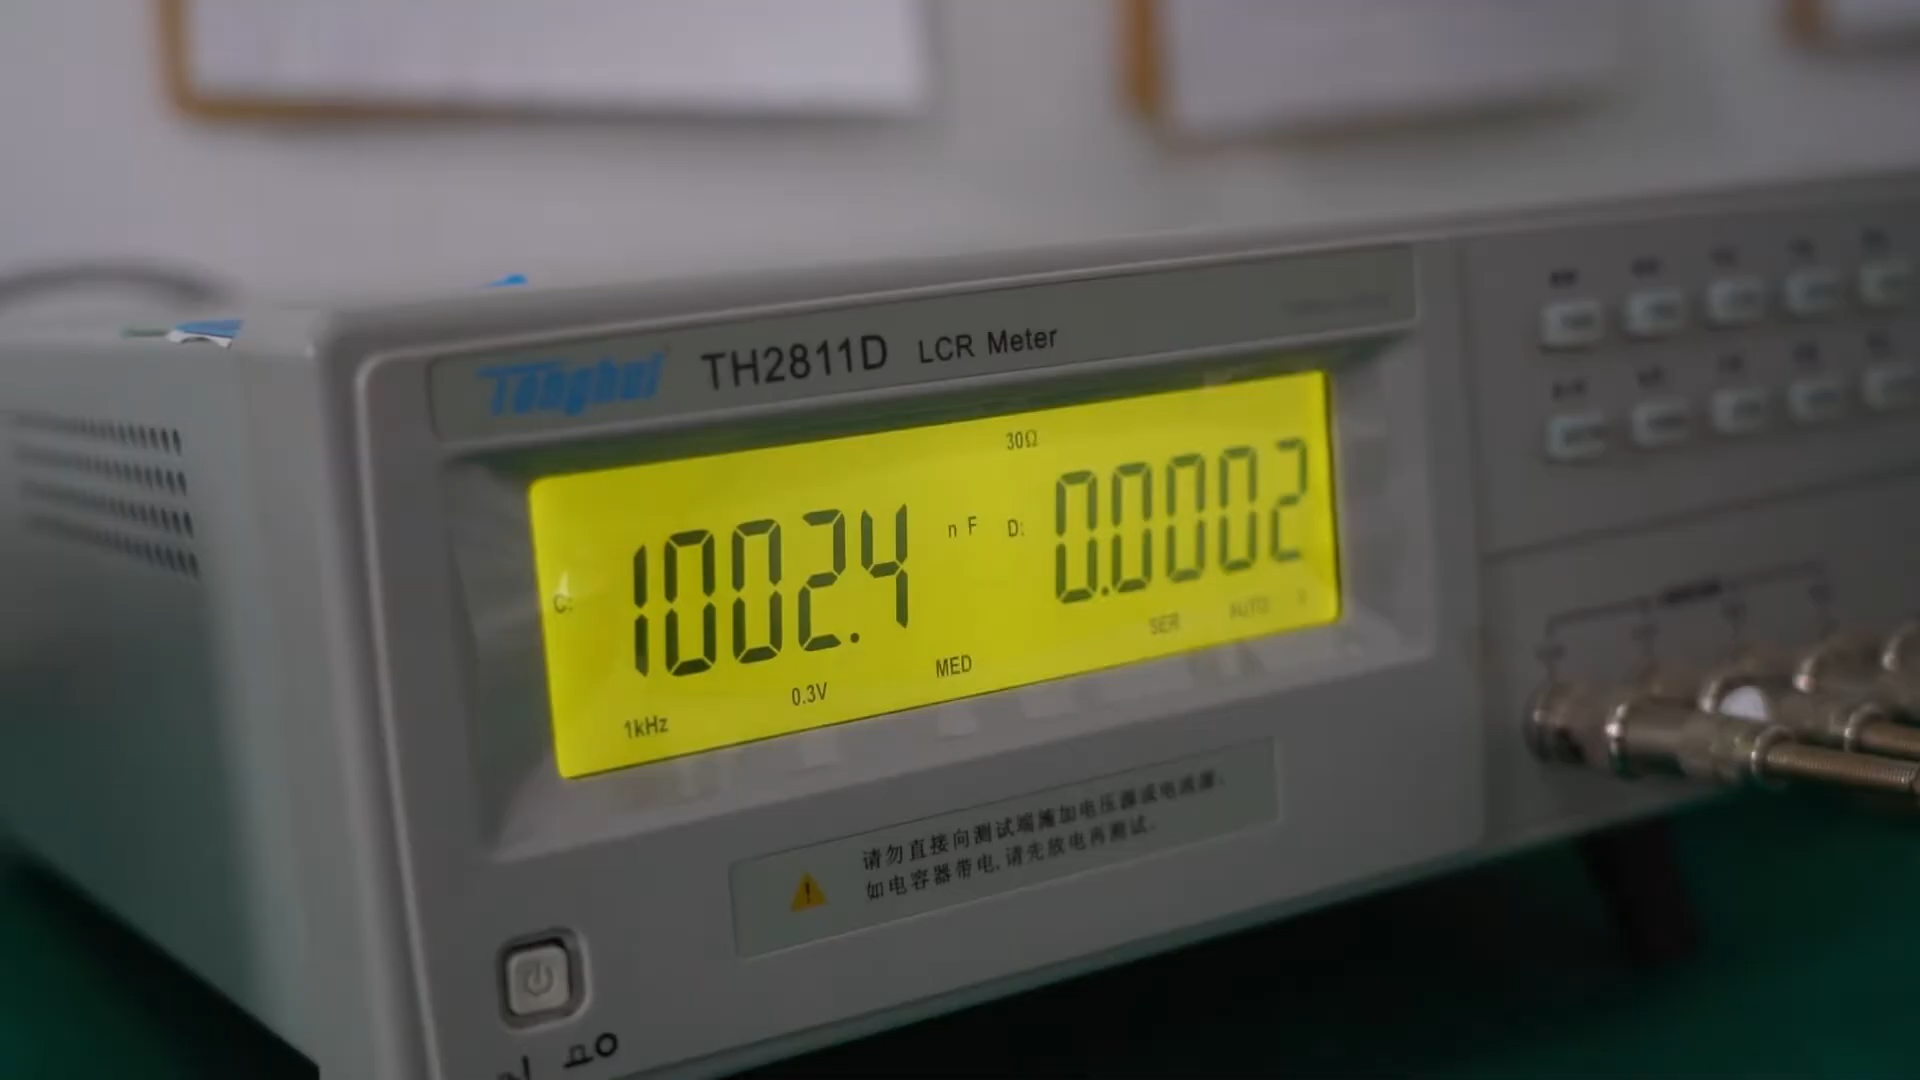 Tonghui TH2811D LCR Meter
30Ω
C: 1002.4 nF D: 0.0002
SER AUTO
1kHz 0.3V MED
请勿直接向测试端施加电压源或电流源.
如电容器带电,请先放电再测试.